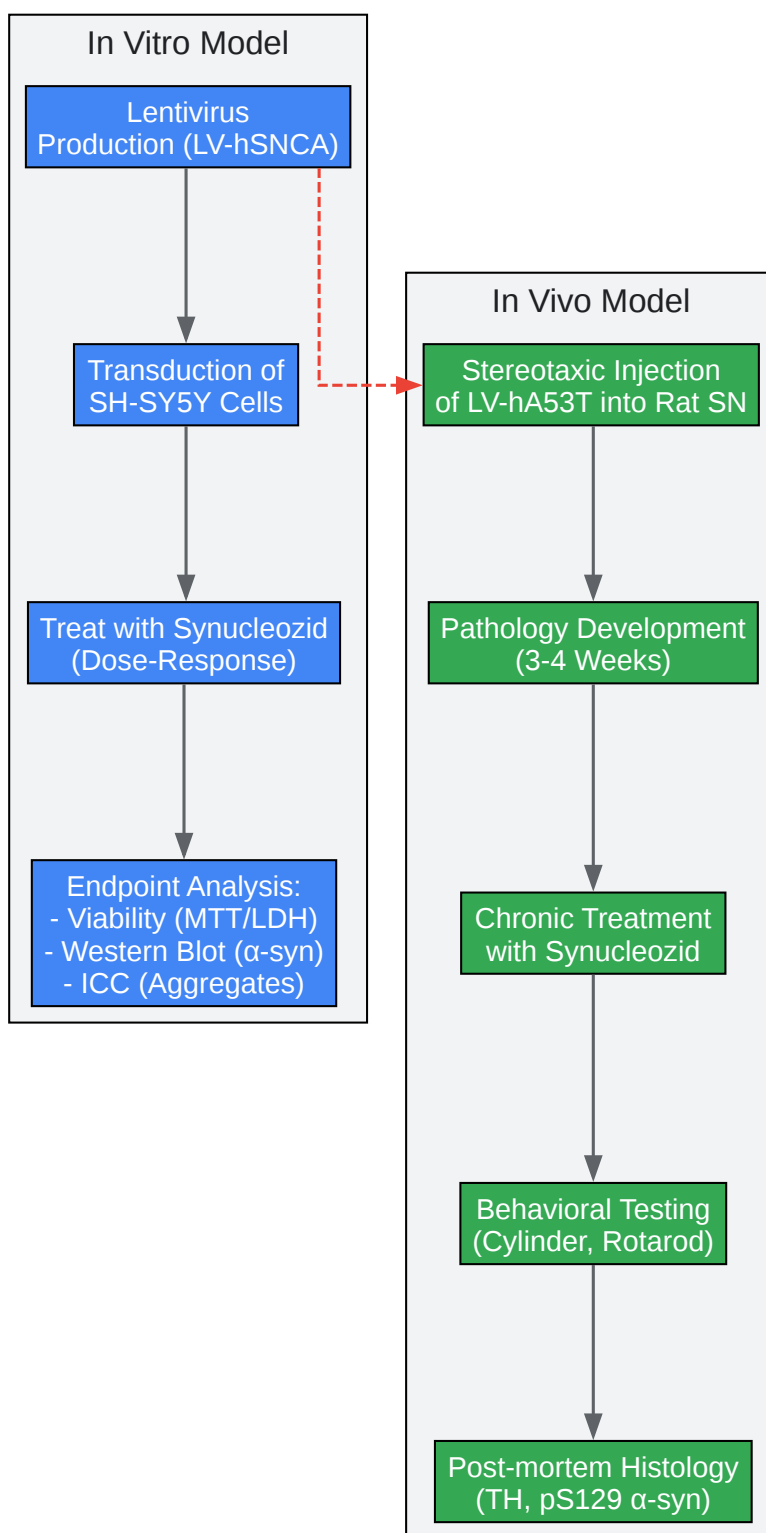 In Vitro Model
Lentivirus
Production (LV-hSNCA)
Transduction of
SH-SY5Y Cells
Treat with Synucleozid
(Dose-Response)
Endpoint Analysis:
- Viability (MTT/LDH)
- Western Blot (α-syn)
- ICC (Aggregates)
In Vivo Model
Stereotaxic Injection
of LV-hA53T into Rat SN
Pathology Development
(3-4 Weeks)
Chronic Treatment
with Synucleozid
Behavioral Testing
(Cylinder, Rotarod)
Post-mortem Histology
(TH, pS129 α-syn)